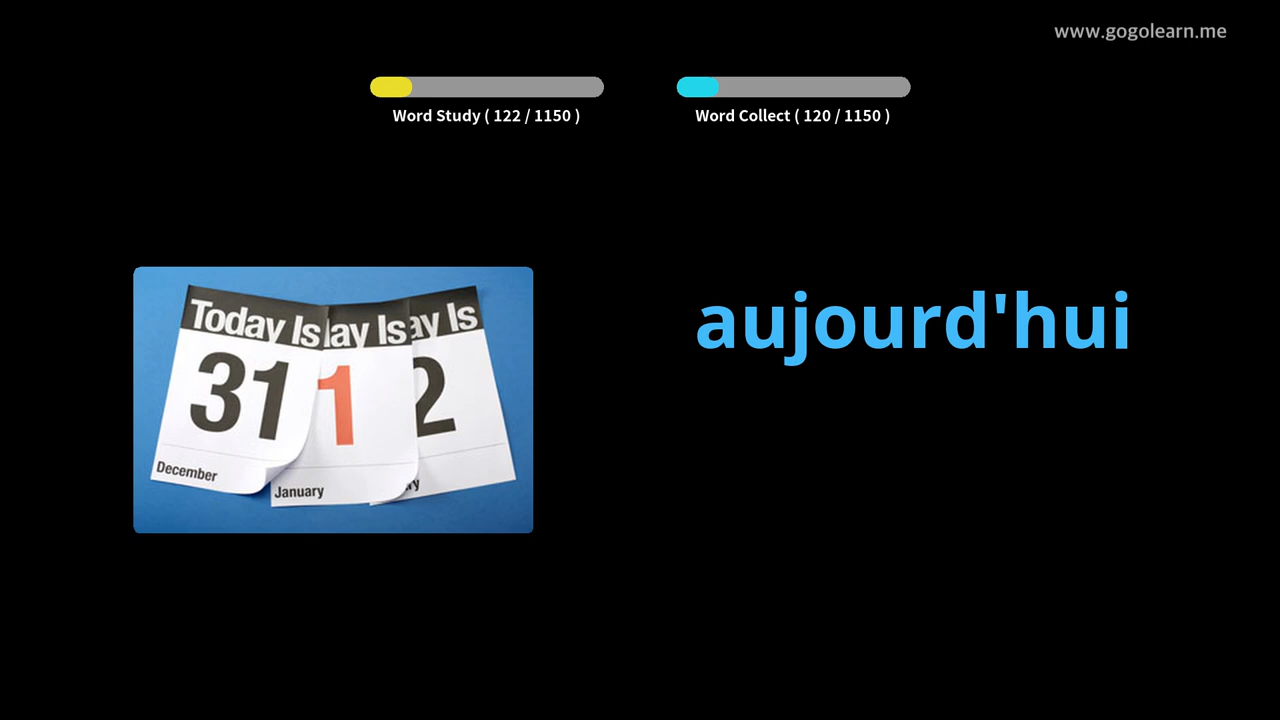 www.gogolearn.me
Word Study ( 122 / 1150 )
Word Collect ( 120 / 1150 )
aujourd'hui
Today Is
ay Is
ay Is
31
1
2
December
January
ry